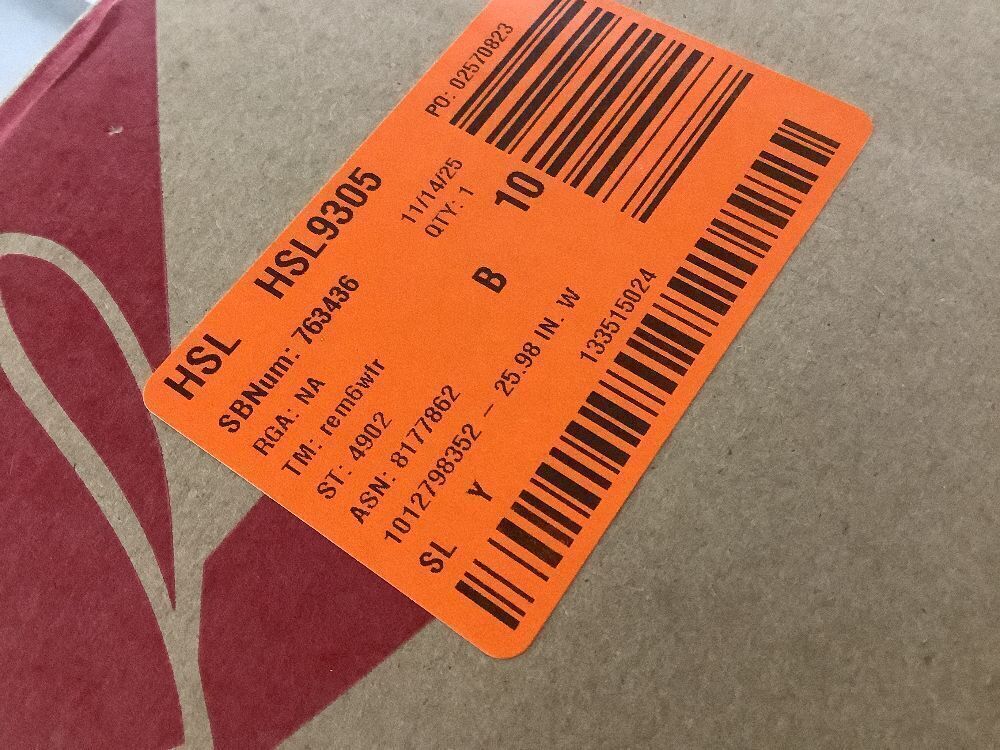 HSL HSL9305
PO: 02570823
SBNum: 763436
11/14/25
RGA: NA
QTY: 1
TM: rem6wtr
B 10
ST: 4902
ASN: 8177862
1012798352 – 25.98 IN. W
SL Y
133515024